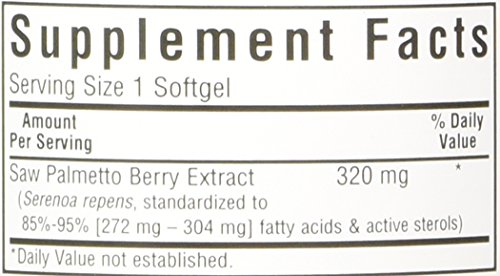 Supplement Facts
Serving Size 1 Softgel
Amount % Daily
Per Serving Value
Saw Palmetto Berry Extract 320 mg *
(Serenoa repens, standardized to
85%-95% [272 mg – 304 mg] fatty acids & active sterols)
*Daily Value not established.